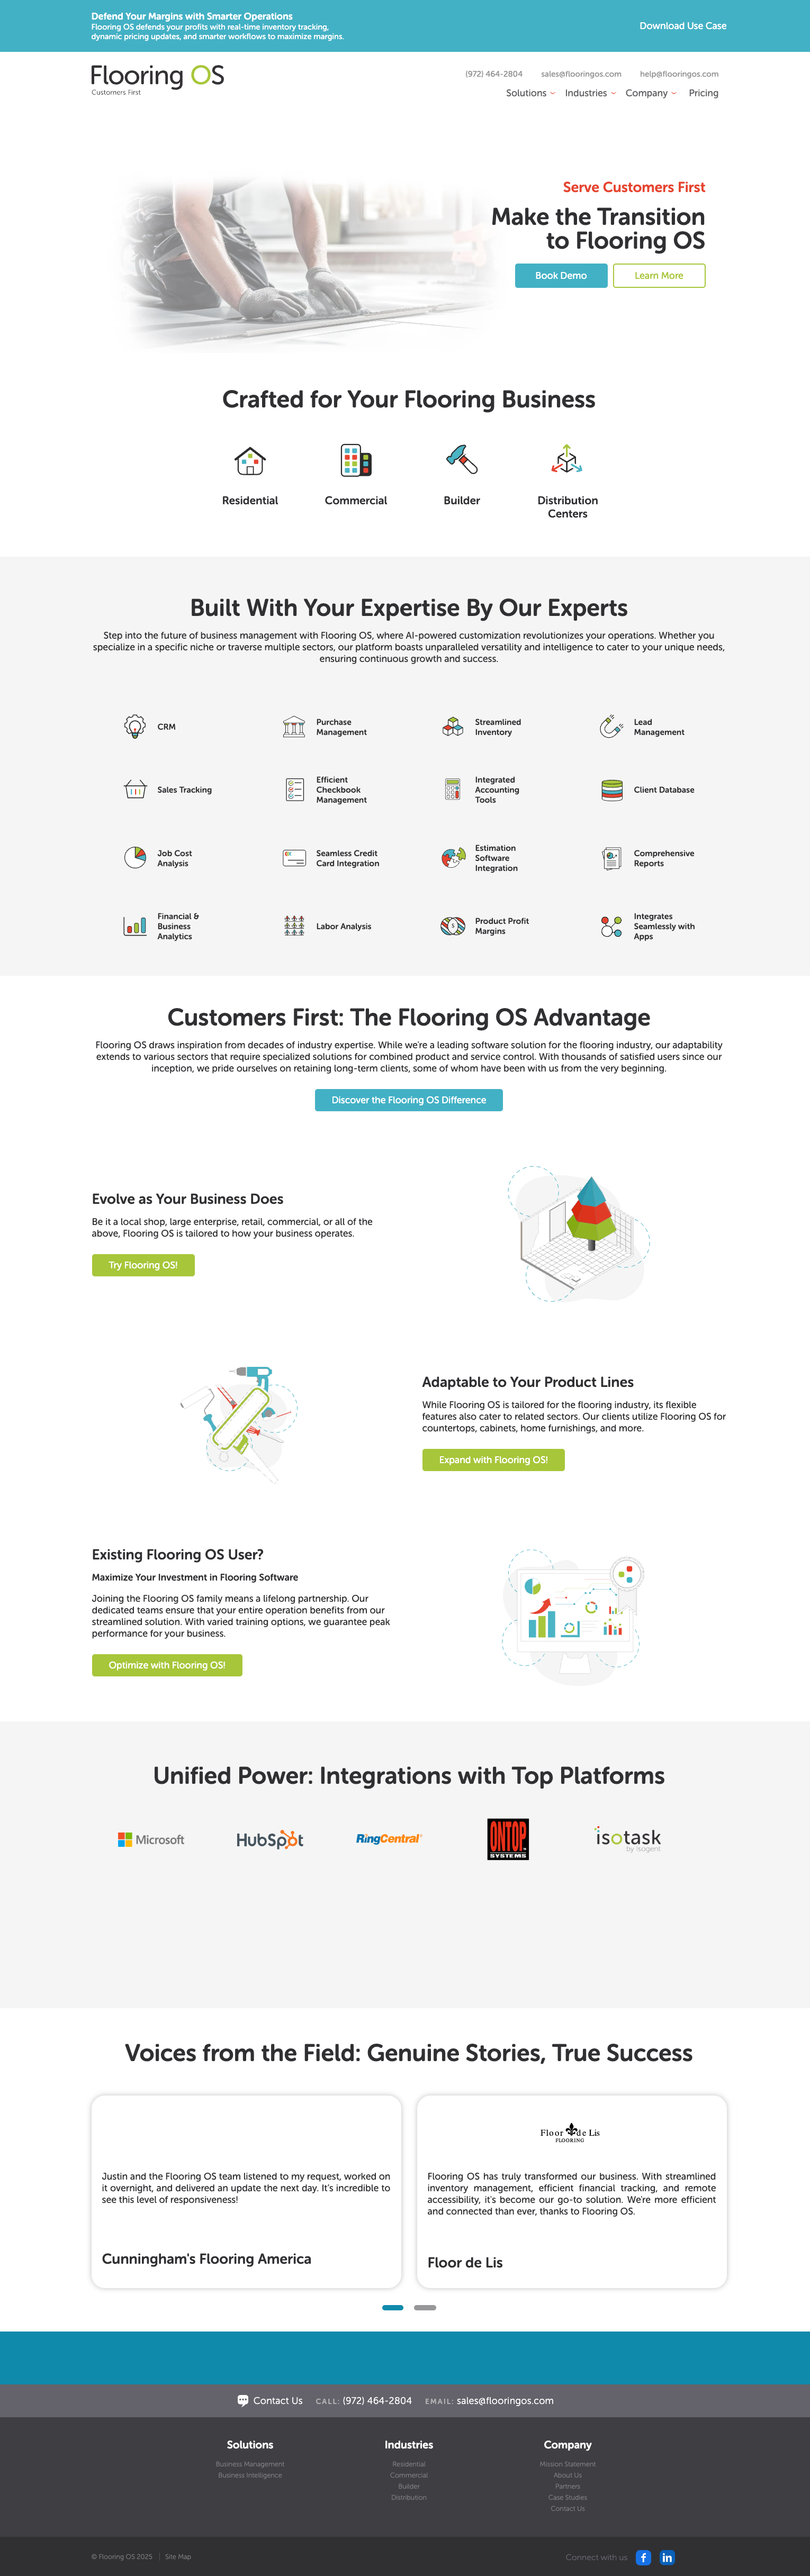 Defend Your Margins with Smarter Operations
Flooring OS defends your profits with real-time inventory tracking,
dynamic pricing updates, and smarter workflows to maximize margins.
Download Use Case
Flooring OS
Customers First
(972) 464-2804 sales@flooringos.com help@flooringos.com
Solutions Industries Company Pricing
Serve Customers First
Make the Transition
to Flooring OS
Book Demo Learn More
Crafted for Your Flooring Business
Residential
Commercial
Builder
Distribution
Centers
Built With Your Expertise By Our Experts
Step into the future of business management with Flooring OS, where AI-powered customization revolutionizes your operations. Whether you
specialize in a specific niche or traverse multiple sectors, our platform boasts unparalleled versatility and intelligence to cater to your unique needs,
ensuring continuous growth and success.
CRM
Purchase
Management
Streamlined
Inventory
Lead
Management
Sales Tracking
Efficient
Checkbook
Management
Integrated
Accounting
Tools
Client Database
Job Cost
Analysis
Seamless Credit
Card Integration
Estimation
Software
Integration
Comprehensive
Reports
Financial &
Business
Analytics
Labor Analysis
Product Profit
Margins
Integrates
Seamlessly with
Apps
Customers First: The Flooring OS Advantage
Flooring OS draws inspiration from decades of industry expertise. While we're a leading software solution for the flooring industry, our adaptability
extends to various sectors that require specialized solutions for combined product and service control. With thousands of satisfied users since our
inception, we pride ourselves on retaining long-term clients, some of whom have been with us from the very beginning.
Discover the Flooring OS Difference
Evolve as Your Business Does
Be it a local shop, large enterprise, retail, commercial, or all of the
above, Flooring OS is tailored to how your business operates.
Try Flooring OS!
Adaptable to Your Product Lines
While Flooring OS is tailored for the flooring industry, its flexible
features also cater to related sectors. Our clients utilize Flooring OS for
countertops, cabinets, home furnishings, and more.
Expand with Flooring OS!
Existing Flooring OS User?
Maximize Your Investment in Flooring Software
Joining the Flooring OS family means a lifelong partnership. Our
dedicated teams ensure that your entire operation benefits from our
streamlined solution. With varied training options, we guarantee peak
performance for your business.
Optimize with Flooring OS!
Unified Power: Integrations with Top Platforms
Microsoft
HubSpot
RingCentral
ONTOP
SYSTEMS
isotask
by isogent
Voices from the Field: Genuine Stories, True Success
Justin and the Flooring OS team listened to my request, worked on
it overnight, and delivered an update the next day. It's incredible to
see this level of responsiveness!
Cunningham's Flooring America
Floor de Lis
FLOORING
Flooring OS has truly transformed our business. With streamlined
inventory management, efficient financial tracking, and remote
accessibility, it's become our go-to solution. We're more efficient
and connected than ever, thanks to Flooring OS.
Floor de Lis
Contact Us CALL: (972) 464-2804 EMAIL: sales@flooringos.com
Solutions
Business Management
Business Intelligence
Industries
Residential
Commercial
Builder
Distribution
Company
Mission Statement
About Us
Partners
Case Studies
Contact Us
© Flooring OS 2025 | Site Map
Connect with us